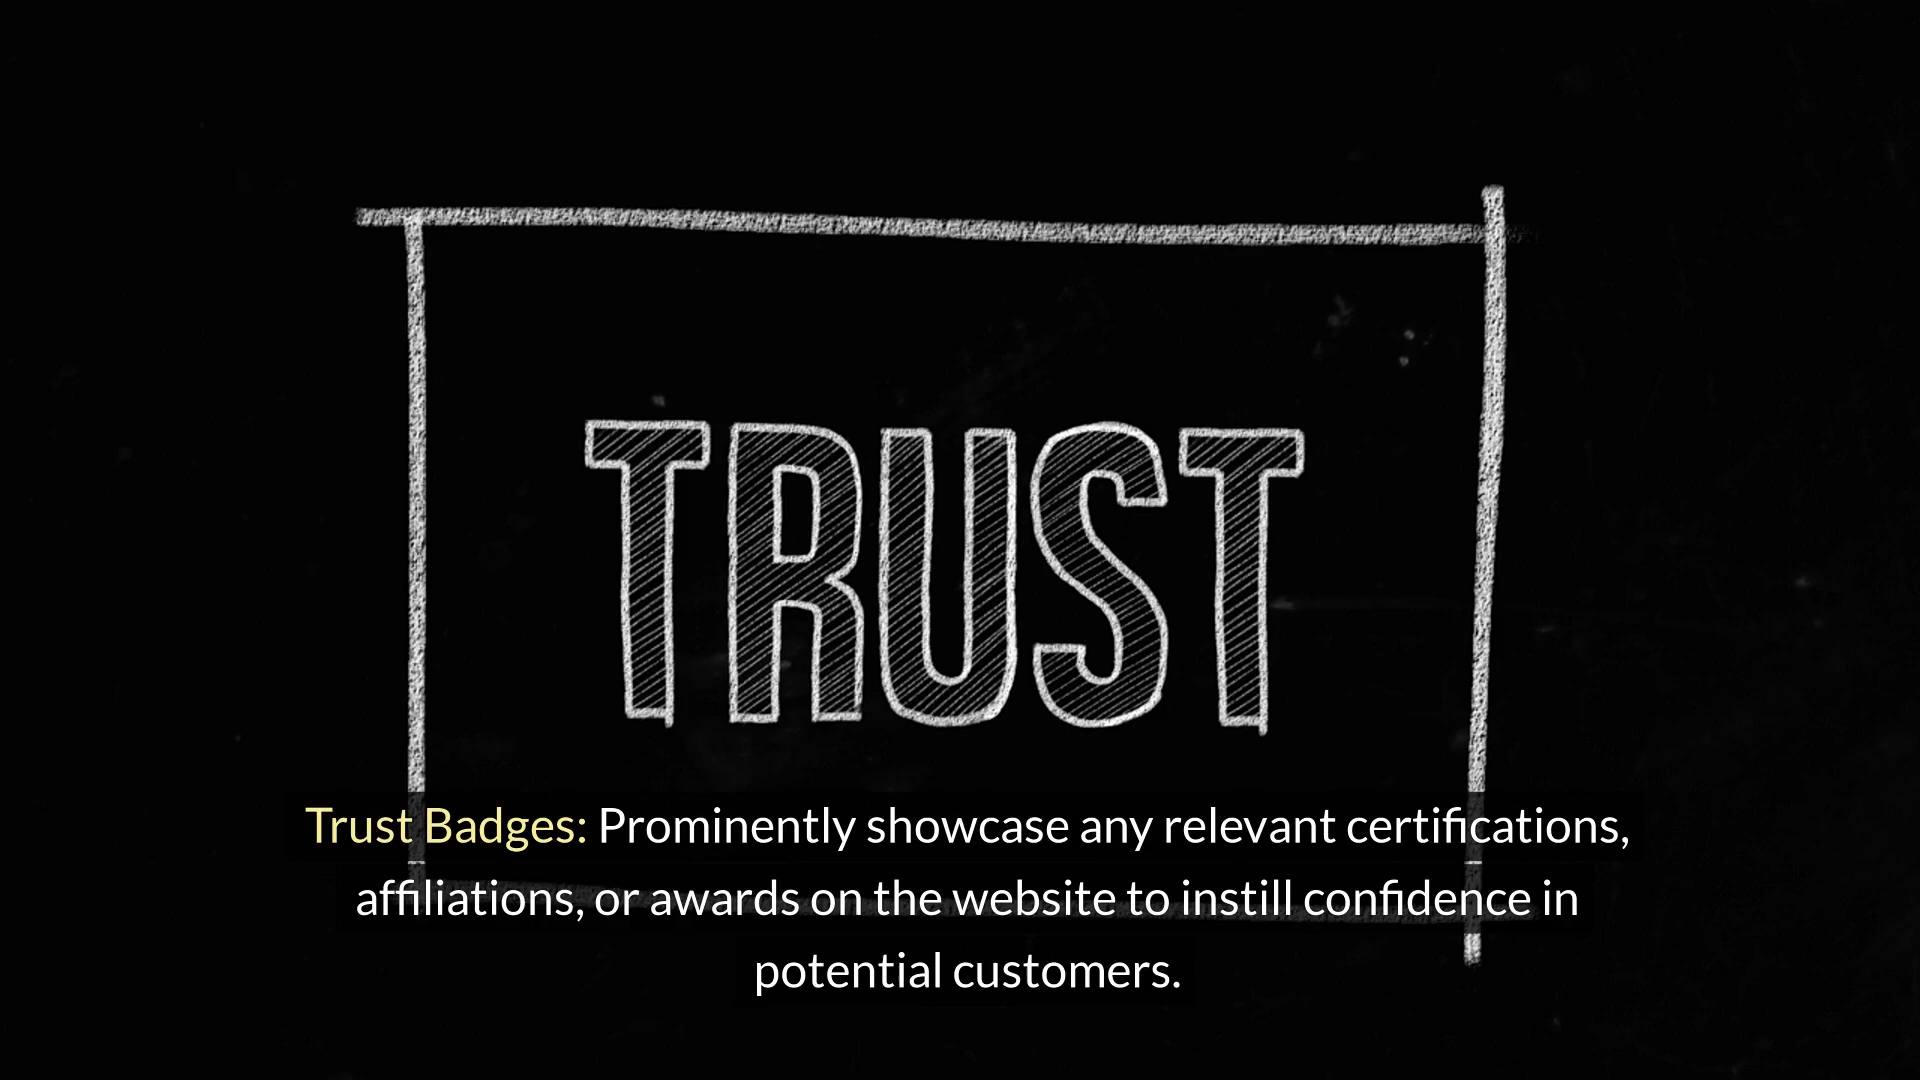 TRUST
Trust Badges: Prominently showcase any relevant certifications,
affiliations, or awards on the website to instill confidence in
potential customers.